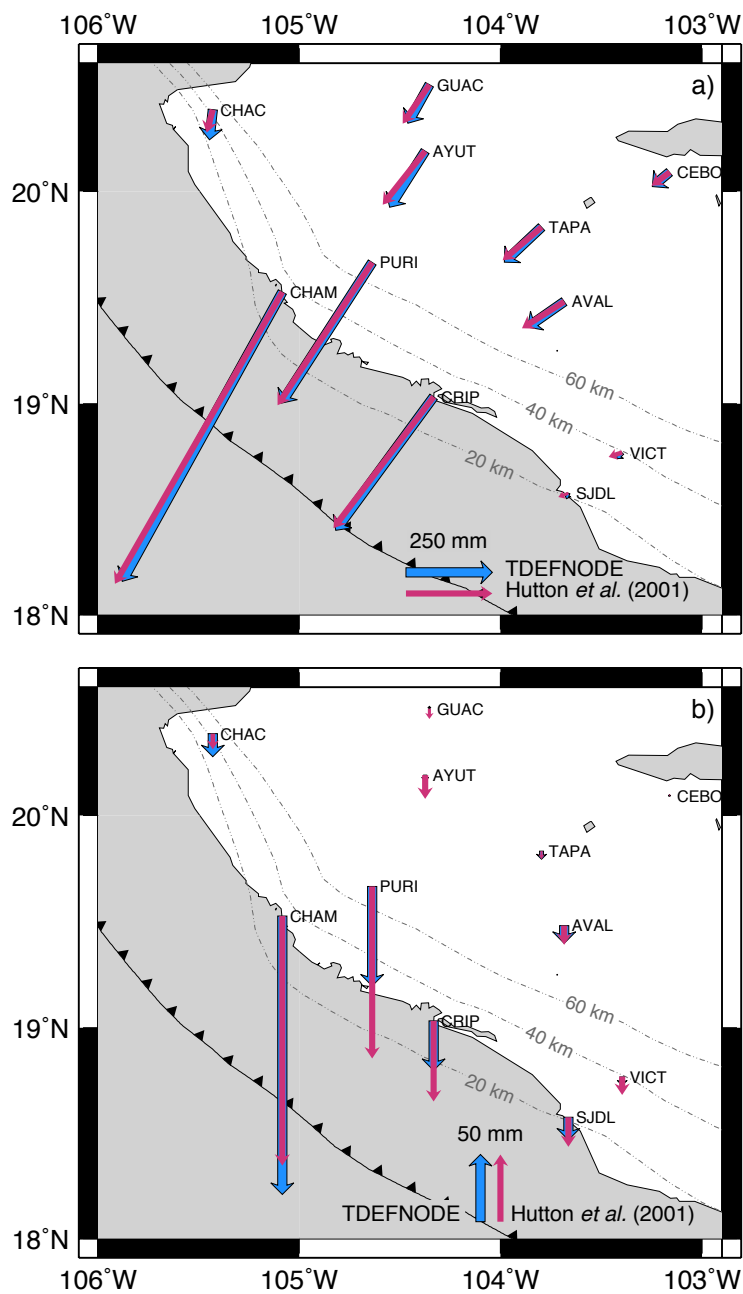 106˚W 105˚W 104˚W 103˚W
a)
GUAC
CHAC
AYUT
CEBO
20˚N
TAPA
PURI
CHAM
AVAL
60 km
19˚N
CRIP
40 km
VICT
20 km
SJDL
250 mm
TDEFNODE
Hutton et al. (2001)
18˚N
b)
GUAC
CHAC
AYUT
CEBO
20˚N
TAPA
PURI
CHAM
AVAL
60 km
19˚N
CRIP
40 km
VICT
20 km
SJDL
50 mm
TDEFNODE Hutton et al. (2001)
18˚N
106˚W 105˚W 104˚W 103˚W